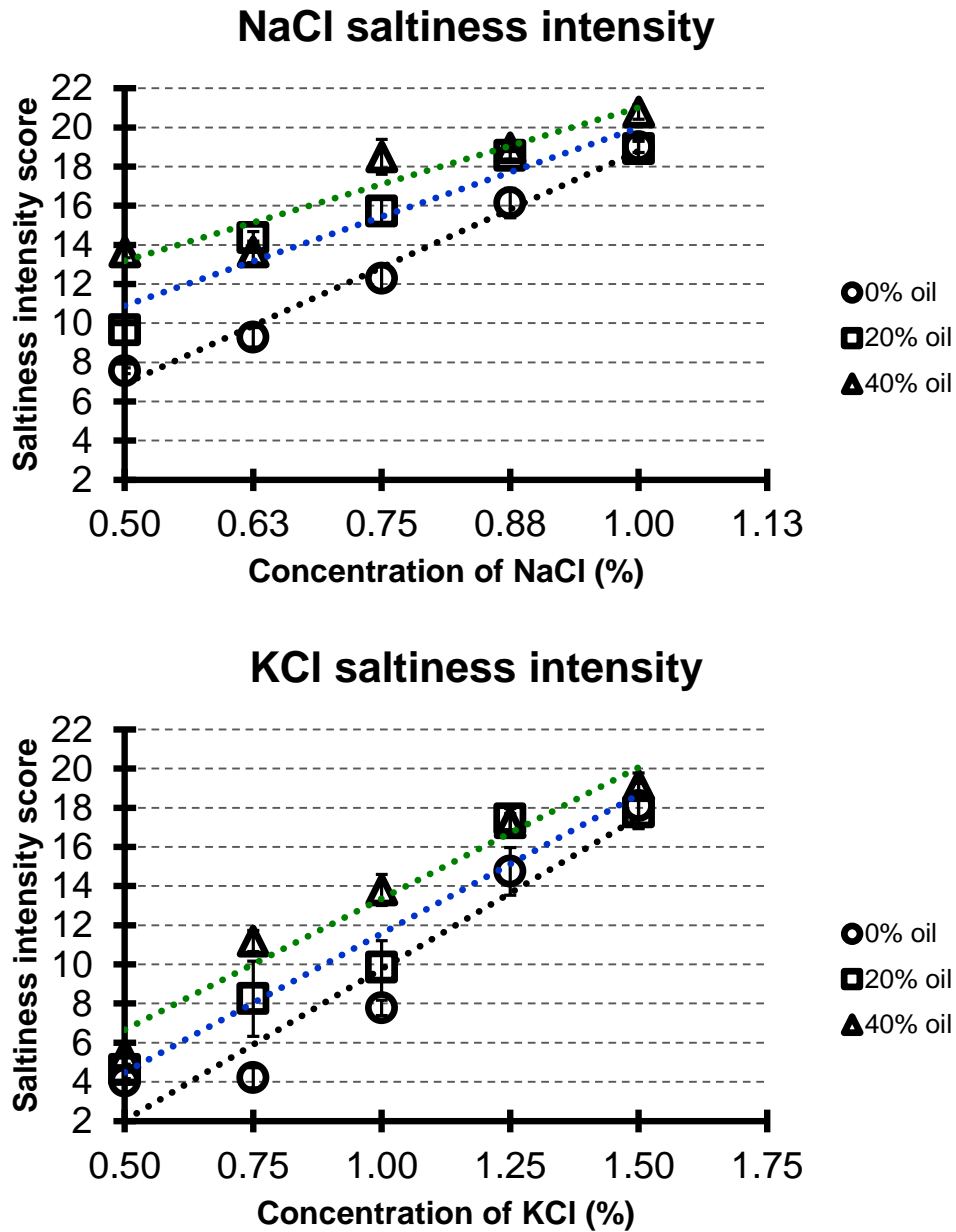 NaCl saltiness intensity
Saltiness intensity score
22
20
18
16
14
12
10
8
6
4
2
0.50 0.63 0.75 0.88 1.00 1.13
Concentration of NaCl (%)
0% oil
20% oil
40% oil
KCl saltiness intensity
Saltiness intensity score
22
20
18
16
14
12
10
8
6
4
2
0.50 0.75 1.00 1.25 1.50 1.75
Concentration of KCl (%)
0% oil
20% oil
40% oil